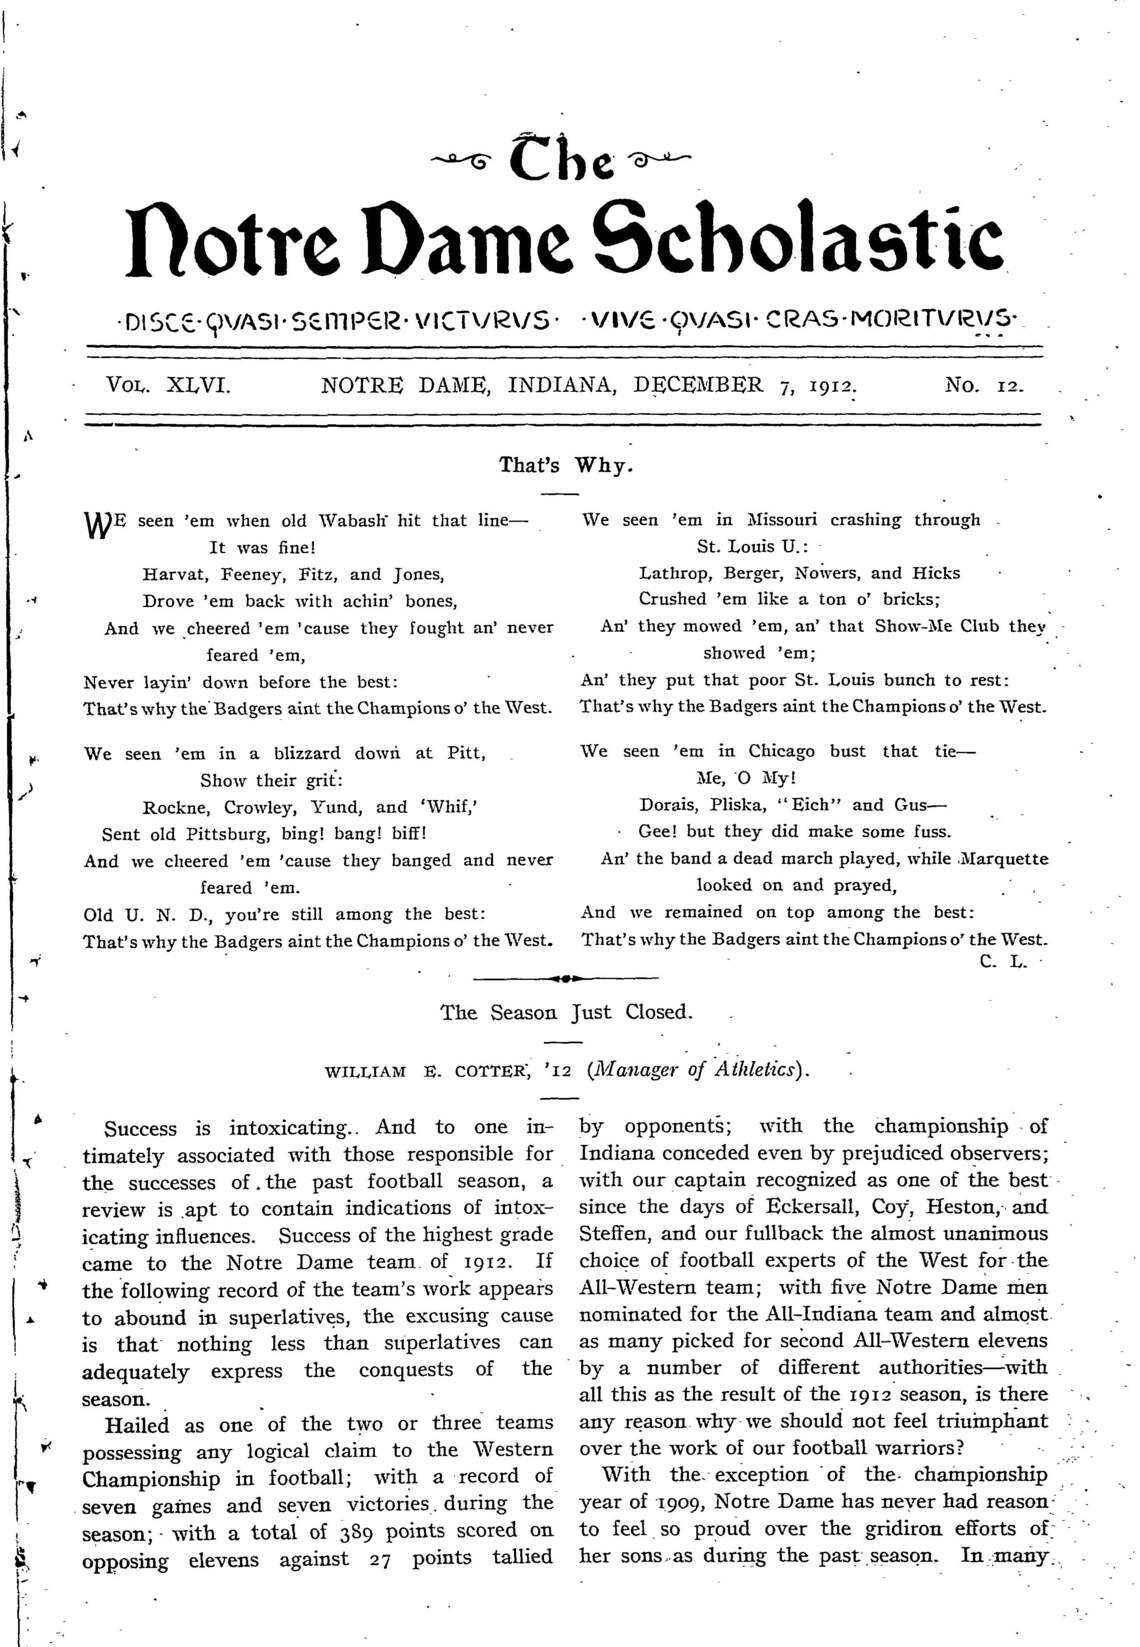 The
Notre Dame Scholastic
·DISCE·QVASI·SEMPER·VICTVRVS· ·VIVE·QVASI·CRAS·MORITVRVS·
VOL. XLVI. NOTRE DAME, INDIANA, DECEMBER 7, 1912. NO. 12.
That's Why.
WE seen 'em when old Wabash hit that line—
It was fine!
Harvat, Feeney, Fitz, and Jones,
Drove 'em back with achin' bones,
And we cheered 'em 'cause they fought an' never
feared 'em,
Never layin' down before the best:
That's why the Badgers aint the Champions o' the West.
We seen 'em in a blizzard down at Pitt,
Show their grit:
Rockne, Crowley, Yund, and 'Whif,'
Sent old Pittsburg, bing! bang! biff!
And we cheered 'em 'cause they banged and never
feared 'em.
Old U. N. D., you're still among the best:
That's why the Badgers aint the Champions o' the West.
We seen 'em in Missouri crashing through
St. Louis U.:
Lathrop, Berger, Nowers, and Hicks
Crushed 'em like a ton o' bricks;
An' they mowed 'em, an' that Show-Me Club they
showed 'em;
An' they put that poor St. Louis bunch to rest:
That's why the Badgers aint the Champions o' the West.
We seen 'em in Chicago bust that tie—
Me, O My!
Dorais, Pliska, "Eich" and Gus—
Gee! but they did make some fuss.
An' the band a dead march played, while Marquette
looked on and prayed,
And we remained on top among the best:
That's why the Badgers aint the Champions o' the West.
C. L.
The Season Just Closed.
WILLIAM E. COTTER, '12 (Manager of Athletics).
Success is intoxicating. And to one in-
timately associated with those responsible for
the successes of the past football season, a
review is apt to contain indications of intox-
icating influences. Success of the highest grade
came to the Notre Dame team of 1912. If
the following record of the team's work appears
to abound in superlatives, the excusing cause
is that nothing less than superlatives can
adequately express the conquests of the
season.
Hailed as one of the two or three teams
possessing any logical claim to the Western
Championship in football; with a record of
seven games and seven victories during the
season; with a total of 389 points scored on
opposing elevens against 27 points tallied
by opponents; with the championship of
Indiana conceded even by prejudiced observers;
with our captain recognized as one of the best
since the days of Eckersall, Coy, Heston, and
Steffen, and our fullback the almost unanimous
choice of football experts of the West for the
All-Western team; with five Notre Dame men
nominated for the All-Indiana team and almost
as many picked for second All-Western elevens
by a number of different authorities—with
all this as the result of the 1912 season, is there
any reason why we should not feel triumphant
over the work of our football warriors?
With the exception of the championship
year of 1909, Notre Dame has never had reason
to feel so proud over the gridiron efforts of
her sons as during the past season. In many